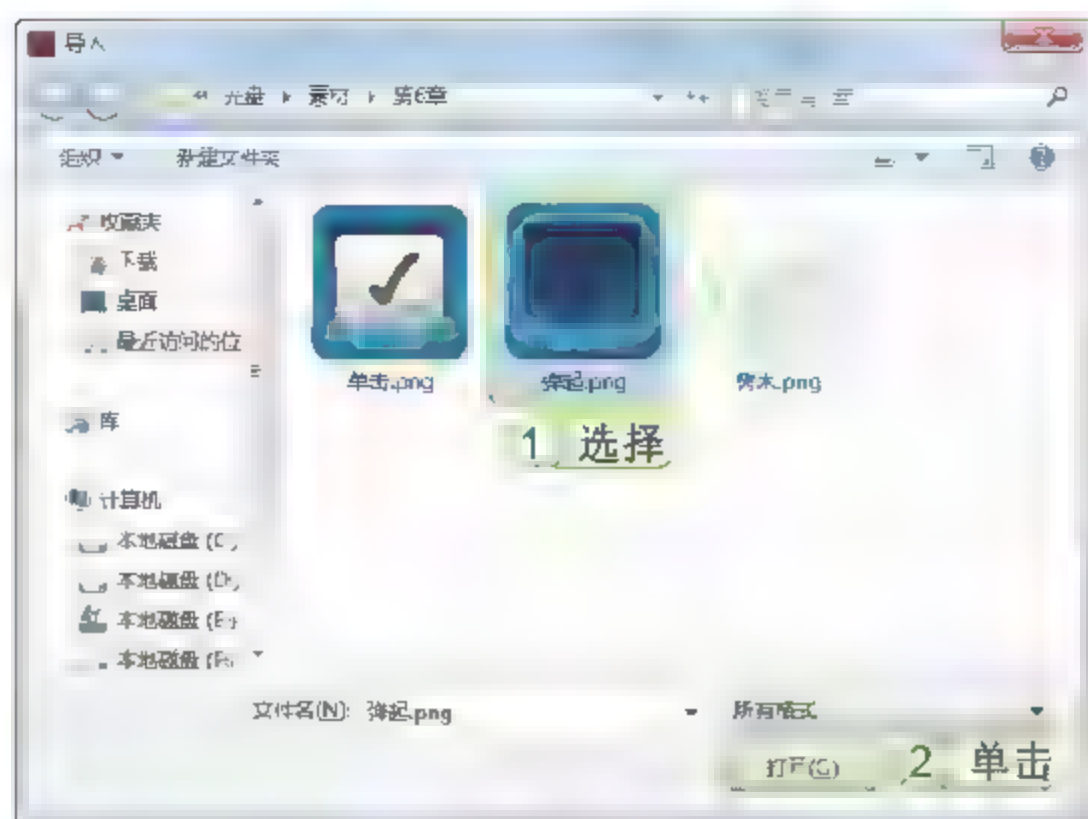 导入
光盘 素材 第6章
组织 新建文件夹
收藏夹
下载
桌面
最近访问的位
库
计算机
本地磁盘 (C
本地磁盘 (D
本地磁盘 (E
本地磁盘 (F
单击.png
弹起.png
树木.png
1 选择
文件名(N): 弹起.png
所有格式
打开(O)
2 单击